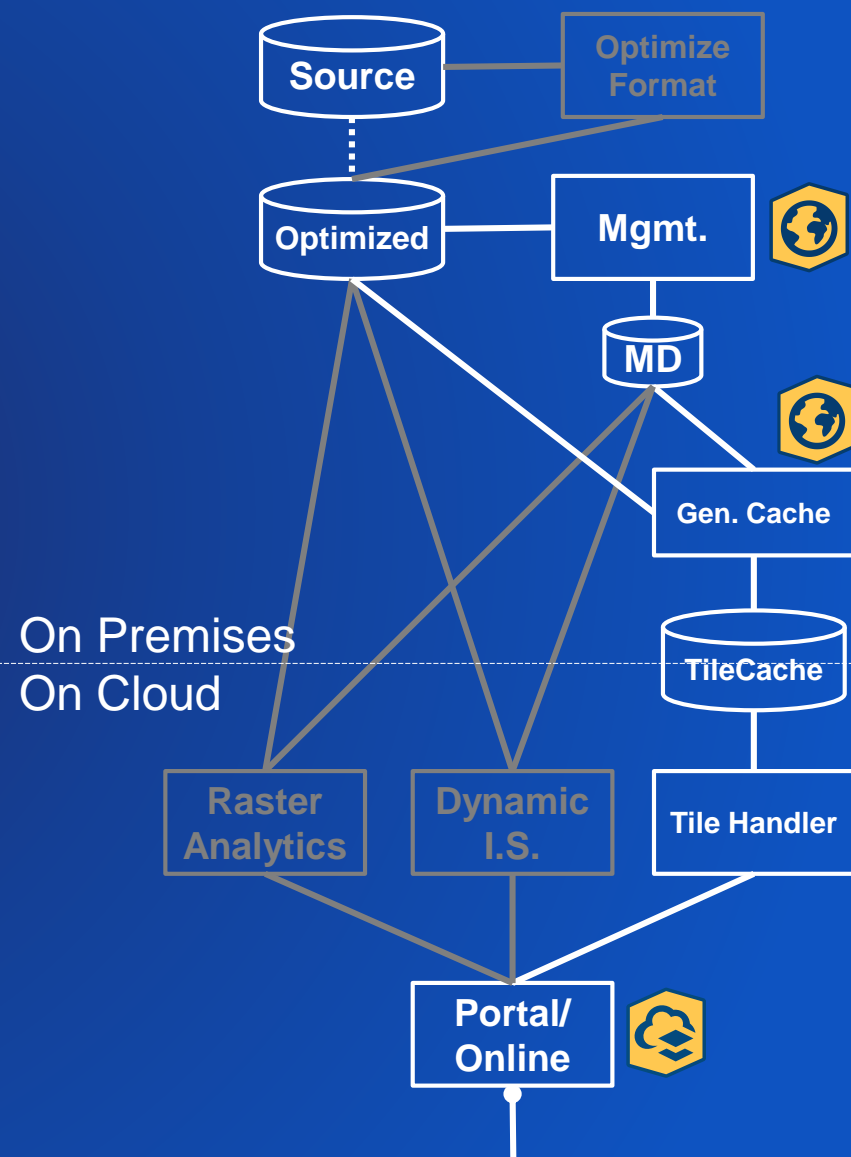 Source
Optimize
Format
Optimized
Mgmt.
MD
Gen. Cache
On Premises
On Cloud
TileCache
Raster
Analytics
Dynamic
I.S.
Tile Handler
Portal/
Online